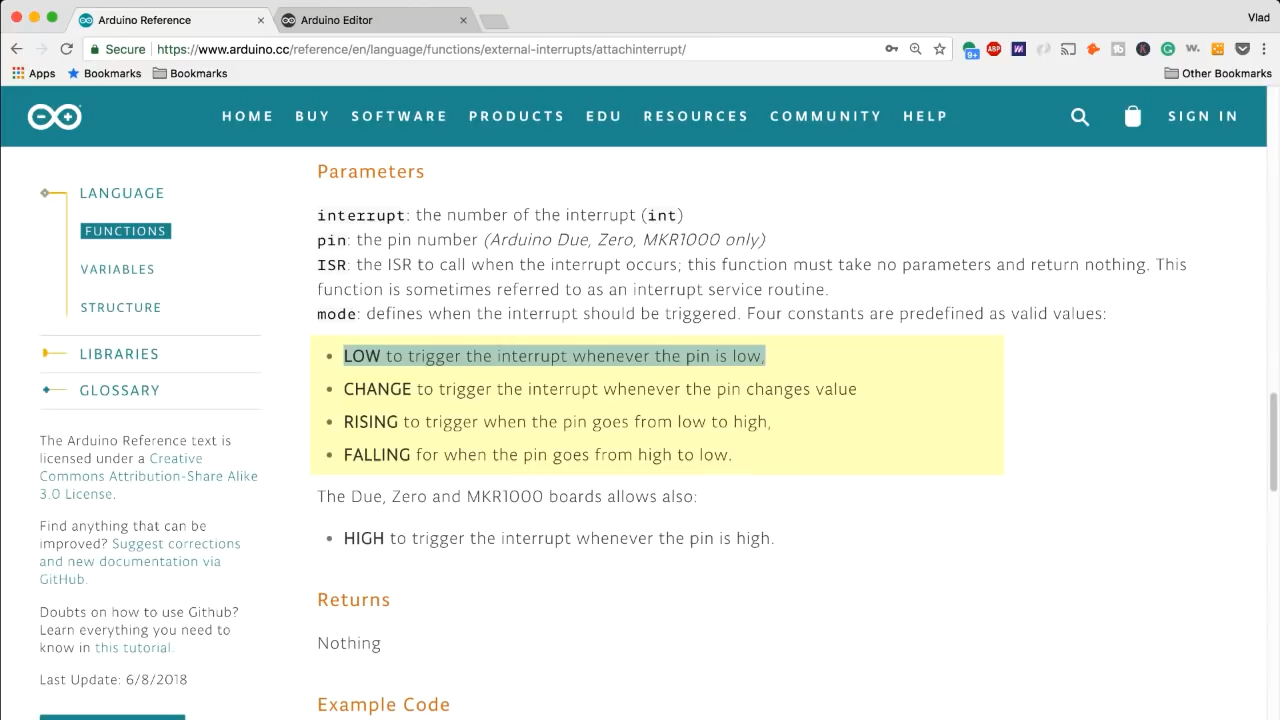 Arduino Reference
Arduino Editor
Vlad
Secure https://www.arduino.cc/reference/en/language/functions/external-interrupts/attachinterrupt/
9+ ABP
Apps Bookmarks Bookmarks Other Bookmarks
HOME BUY SOFTWARE PRODUCTS EDU RESOURCES COMMUNITY HELP SIGN IN
LANGUAGE
FUNCTIONS
VARIABLES
STRUCTURE
LIBRARIES
GLOSSARY
The Arduino Reference text is
licensed under a Creative
Commons Attribution-Share Alike
3.0 License.
Find anything that can be
improved? Suggest corrections
and new documentation via
GitHub.
Doubts on how to use Github?
Learn everything you need to
know in this tutorial.
Last Update: 6/8/2018
Parameters
interrupt: the number of the interrupt (int)
pin: the pin number (Arduino Due, Zero, MKR1000 only)
ISR: the ISR to call when the interrupt occurs; this function must take no parameters and return nothing. This
function is sometimes referred to as an interrupt service routine.
mode: defines when the interrupt should be triggered. Four constants are predefined as valid values:
• LOW to trigger the interrupt whenever the pin is low,
• CHANGE to trigger the interrupt whenever the pin changes value
• RISING to trigger when the pin goes from low to high,
• FALLING for when the pin goes from high to low.
The Due, Zero and MKR1000 boards allows also:
• HIGH to trigger the interrupt whenever the pin is high.
Returns
Nothing
Example Code